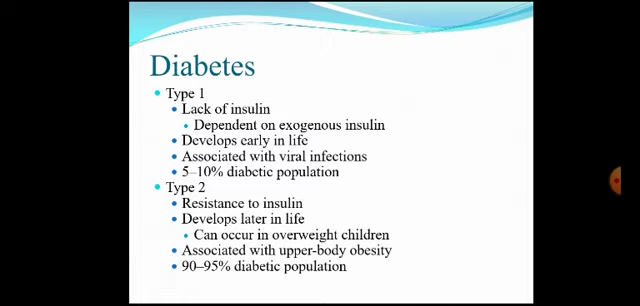 Diabetes
Type 1
Lack of insulin
Dependent on exogenous insulin
Develops early in life
Associated with viral infections
5–10% diabetic population
Type 2
Resistance to insulin
Develops later in life
Can occur in overweight children
Associated with upper-body obesity
90–95% diabetic population